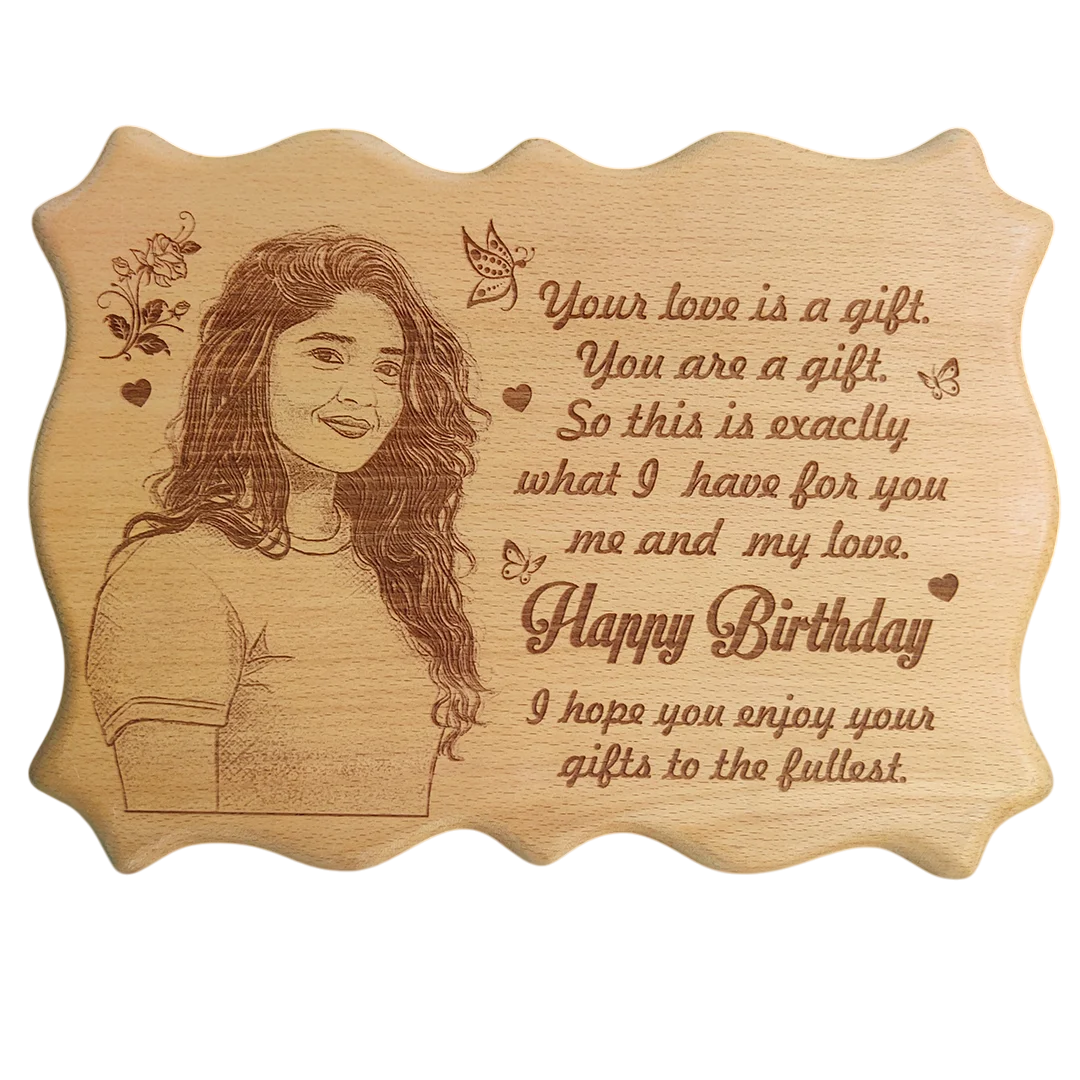 Your love is a gift.
You are a gift.
So this is exaclly
what I have for you
me and my love.
Happy Birthday
I hope you enjoy your
gifts to the fullest.